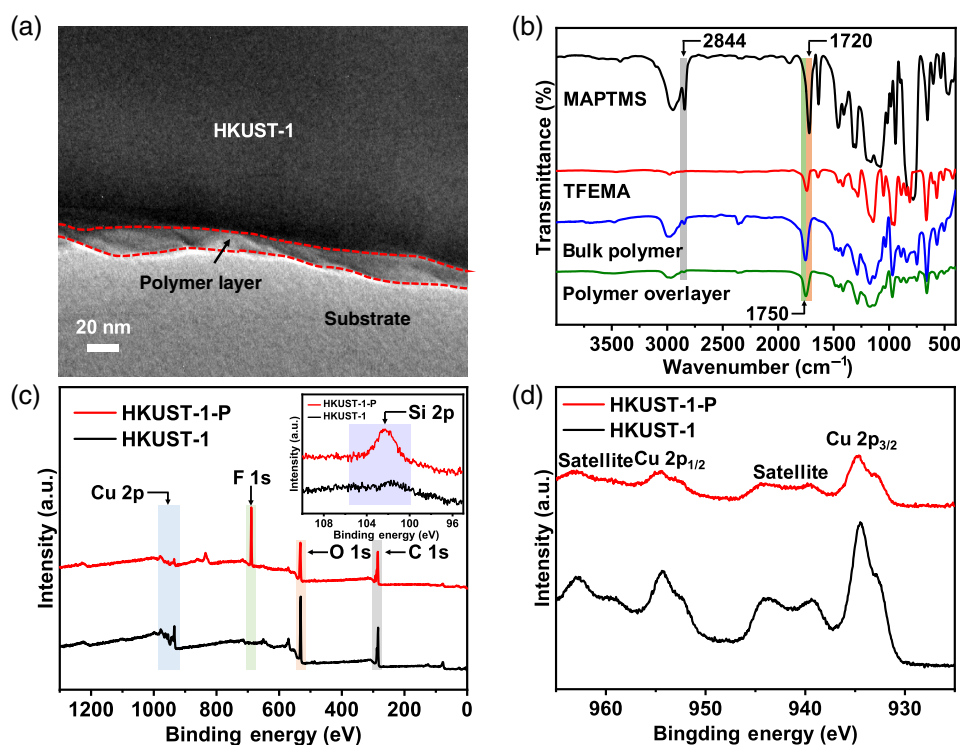 (a)
HKUST-1
Polymer layer
Substrate
20 nm
(b)
2844
1720
MAPTMS
TFEMA
Bulk polymer
Polymer overlayer
1750
Transmittance (%)
3500 3000 2500 2000 1500 1000 500
Wavenumber (cm⁻¹)
(c)
HKUST-1-P
HKUST-1
Cu 2p
F 1s
O 1s
C 1s
Intensity (a.u.)
1200 1000 800 600 400 200 0
Binding energy (eV)
HKUST-1-P
HKUST-1
Si 2p
Intensity (a.u.)
108 104 100 96
Binding energy (eV)
(d)
HKUST-1-P
HKUST-1
Satellite
Cu 2p₁/₂
Satellite
Cu 2p₃/₂
Intensity (a.u.)
960 950 940 930
Bingding energy (eV)